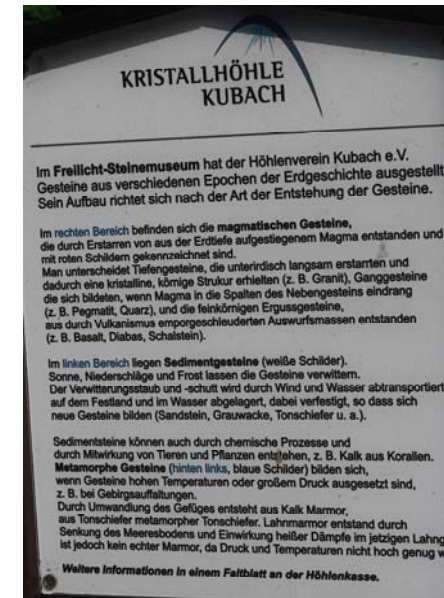 KRISTALLHÖHLE
KUBACH
Im Freilicht-Steinemuseum hat der Höhlenverein Kubach e.V.
Gesteine aus verschiedenen Epochen der Erdgeschichte ausgestellt
Sein Aufbau richtet sich nach der Art der Entstehung der Gesteine.
Im rechten Bereich befinden sich die magmatischen Gesteine,
die durch Erstarren von aus der Erdtiefe aufgestiegenem Magma entstanden und
mit roten Schildern gekennzeichnet sind.
Man unterscheidet Tiefengesteine, die unterirdisch langsam erstarrten und
dadurch eine kristalline, körnige Strukur erhielten (z. B. Granit), Ganggesteine
die sich bildeten, wenn Magma in die Spalten des Nebengesteins eindrang
(z. B. Pegmatit, Quarz), und die feinkörnigen Ergussgesteine,
aus durch Vulkanismus emporgeschleuderten Auswurfsmassen entstanden
(z. B. Basalt, Diabas, Schalstein).
Im linken Bereich liegen Sedimentgesteine (weiße Schilder).
Sonne, Niederschläge und Frost lassen die Gesteine verwittern.
Der Verwitterungsstaub und -schutt wird durch Wind und Wasser abtransportiert
auf dem Festland und im Wasser abgelagert, dabei verfestigt, so dass sich
neue Gesteine bilden (Sandstein, Grauwacke, Tonschiefer u. a.).
Sedimentsteine können auch durch chemische Prozesse und
durch Mitwirkung von Tieren und Pflanzen entstehen, z. B. Kalk aus Korallen.
Metamorphe Gesteine (hinten links, blaue Schilder) bilden sich,
wenn Gesteine hohen Temperaturen oder großem Druck ausgesetzt sind,
z. B. bei Gebirgsauffaltungen.
Durch Umwandlung des Gefüges entsteht aus Kalk Marmor,
aus Tonschiefer metamorpher Tonschiefer. Lahnmarmor entstand durch
Senkung des Meeresbodens und Einwirkung heißer Dämpfe im jetzigen Lahng
ist jedoch kein echter Marmor, da Druck und Temperaturen nicht hoch genug w
Weitere Informationen in einem Faltblatt an der Höhlenkasse.